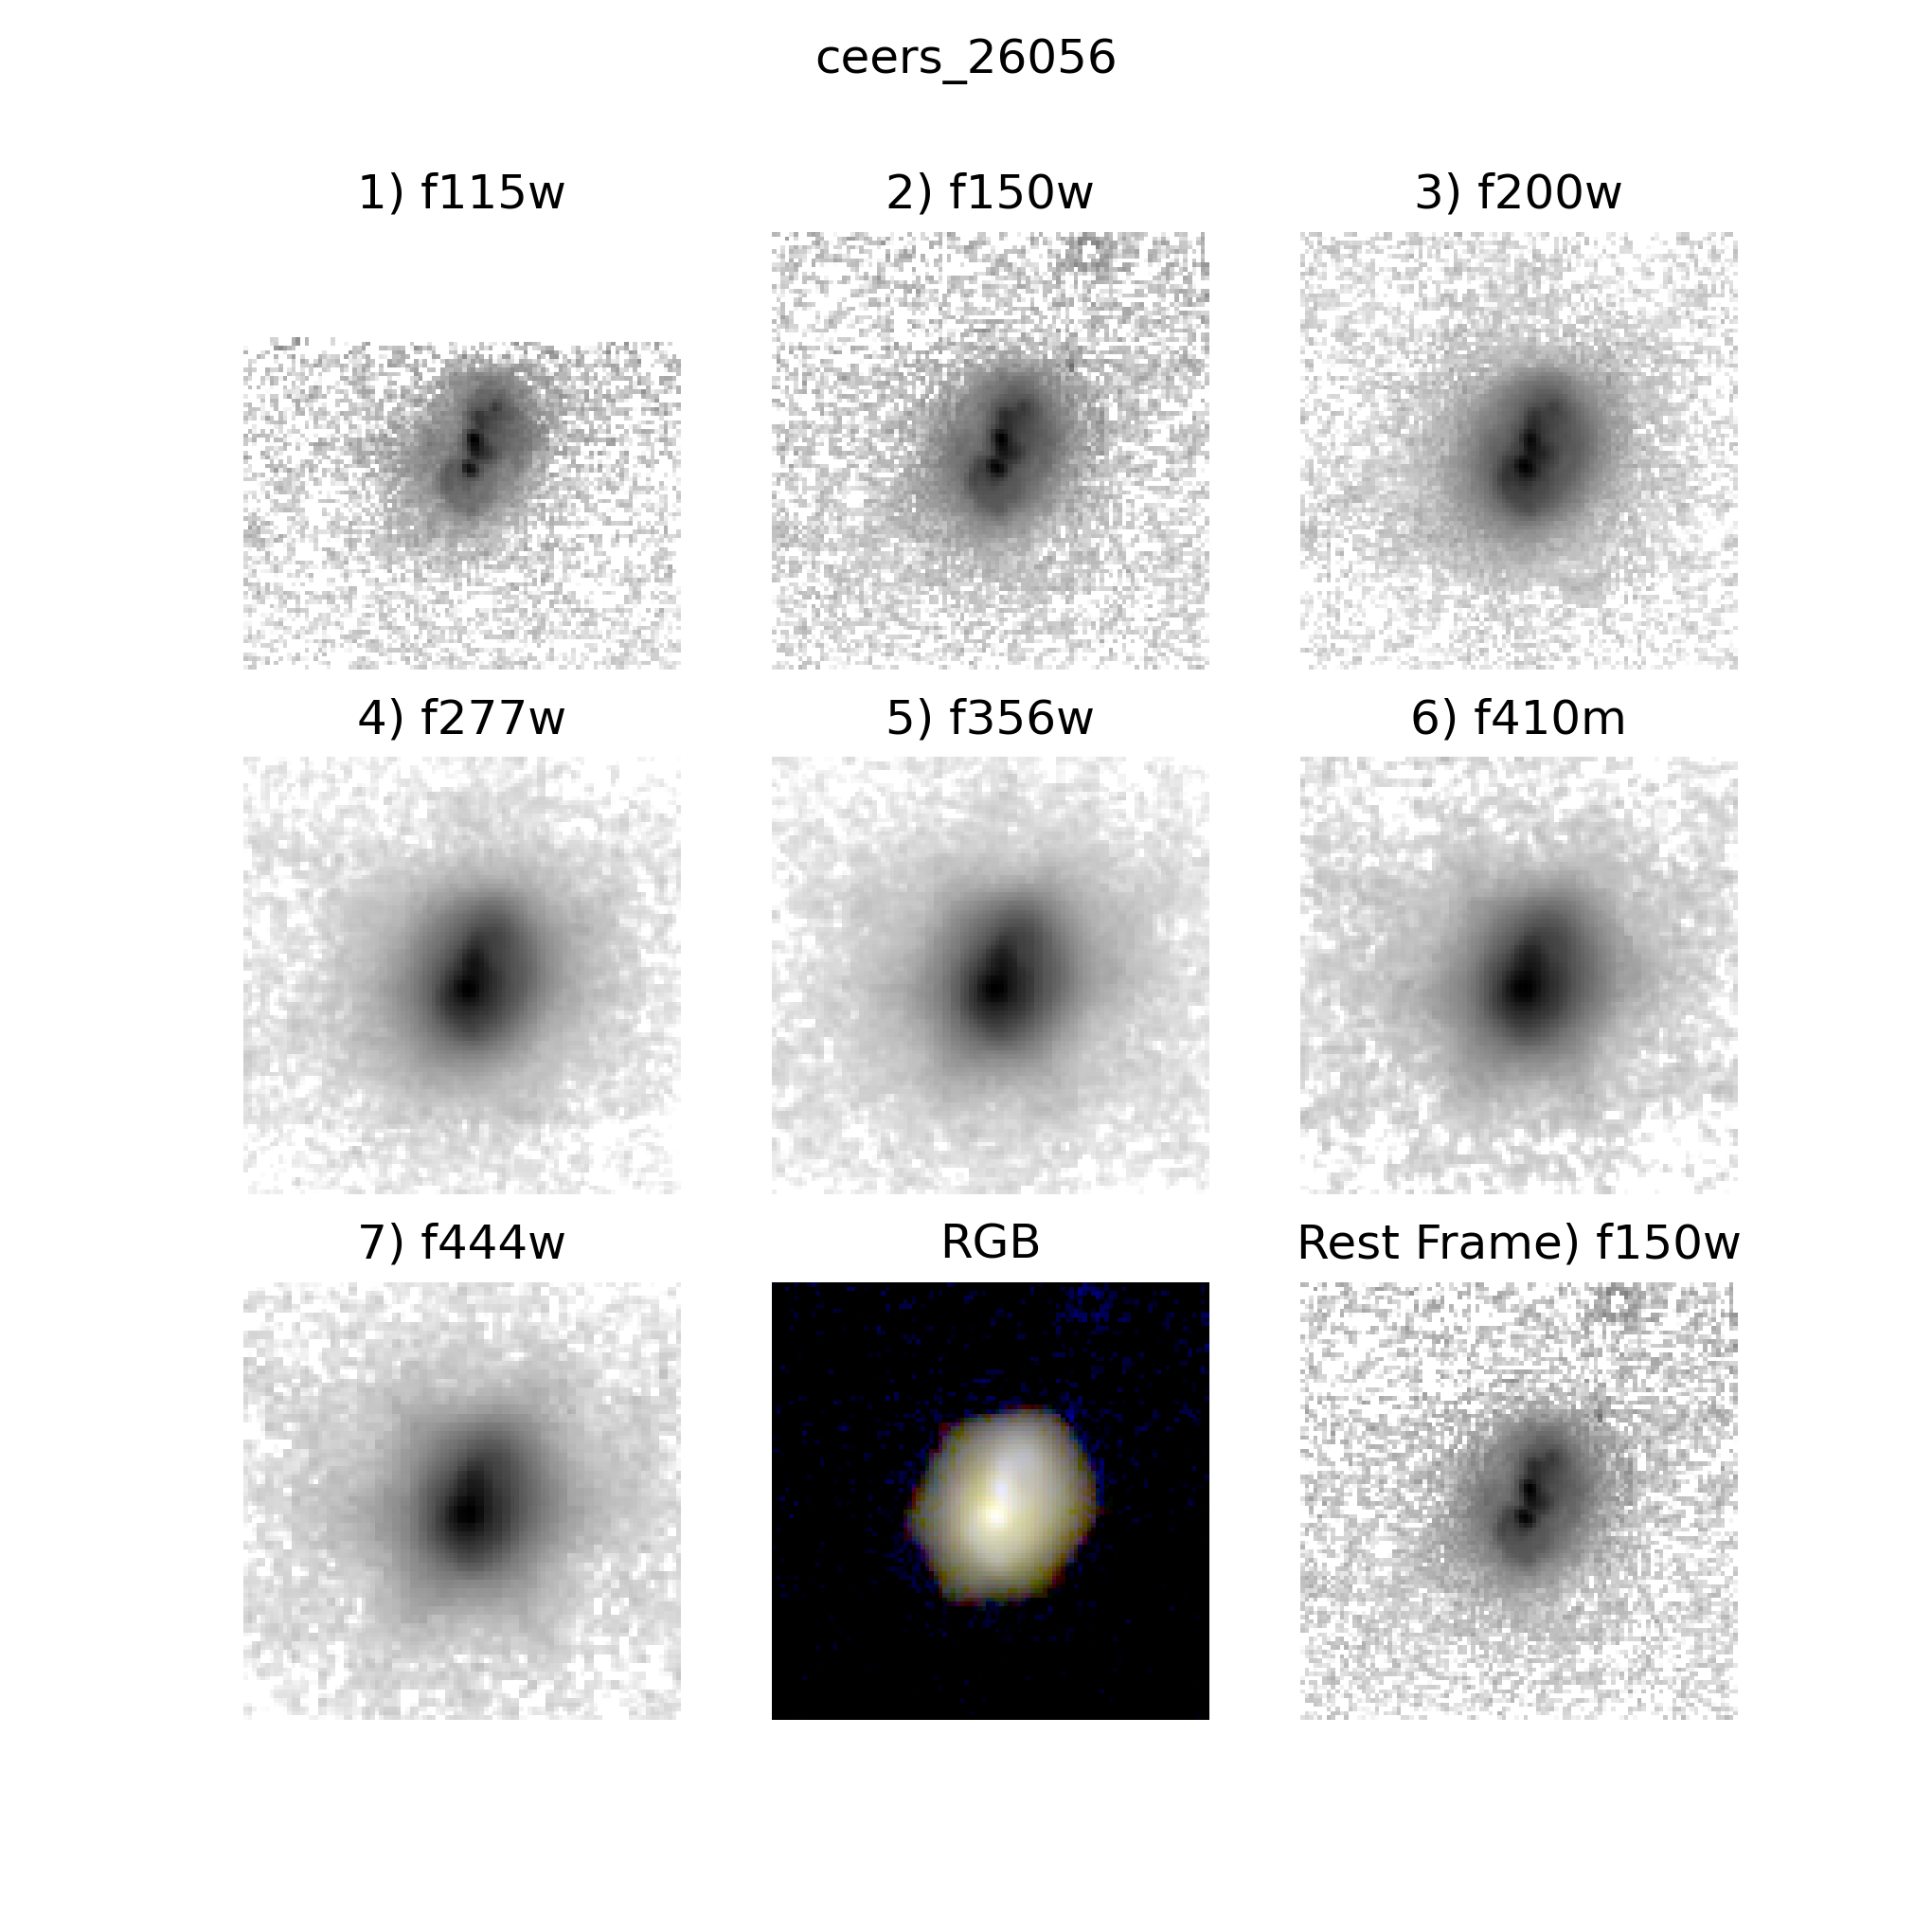 ceers_26056
1) f115w
2) f150w
3) f200w
4) f277w
5) f356w
6) f410m
7) f444w
RGB
Rest Frame) f150w